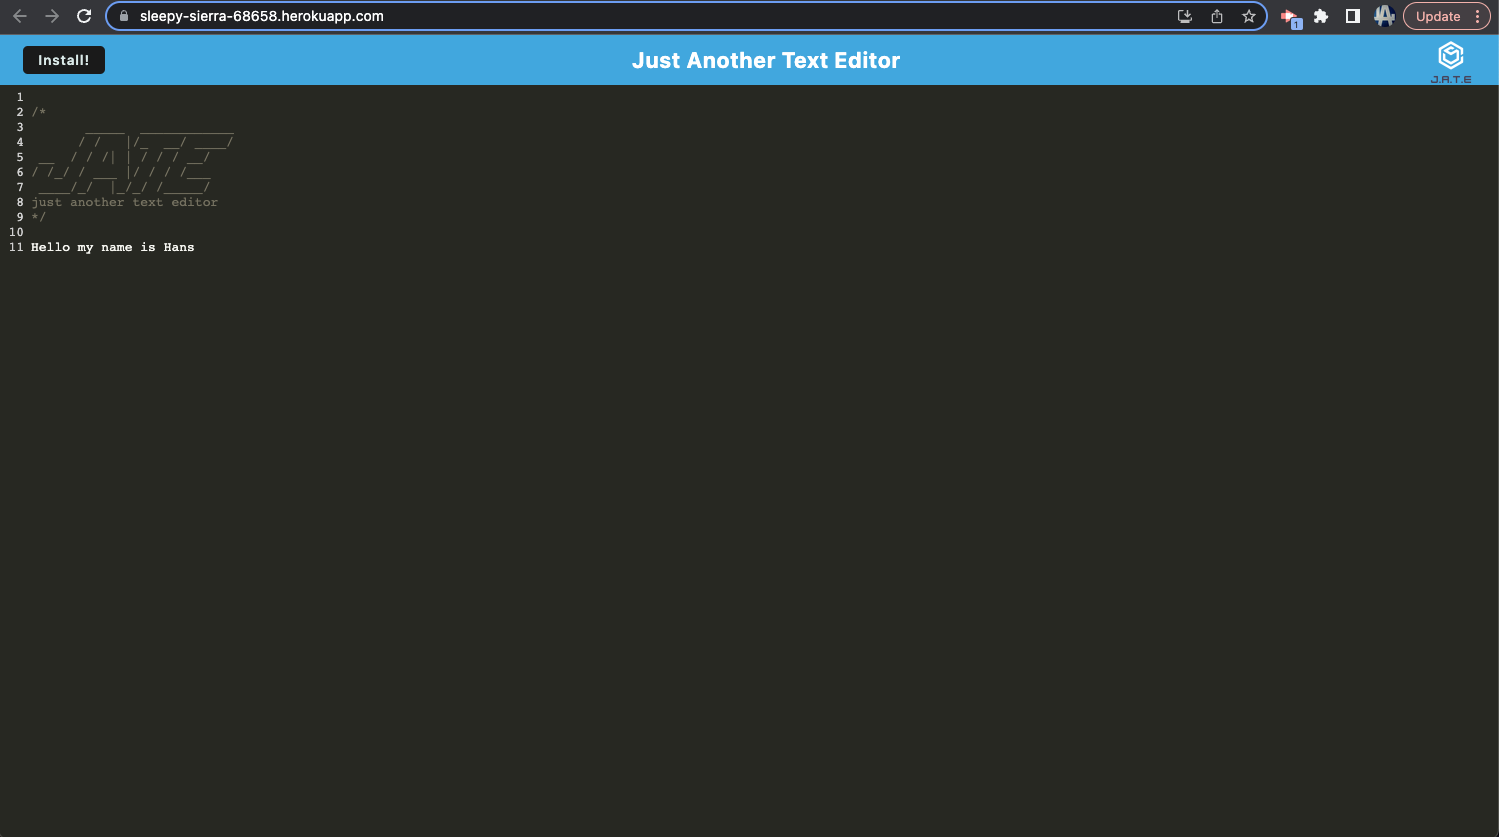 sleepy-sierra-68658.herokuapp.com
1
Update
Install!
Just Another Text Editor
J.A.T.E
1
2 /*
3       _____  ____________
4      / /   |/_  __/ ____/
5  __  / / /| | / / / __/
6 / /_/ / ___ |/ / / /___
7  ____/_/  |_/_/ /_____/
8 just another text editor
9 */
10
11 Hello my name is Hans